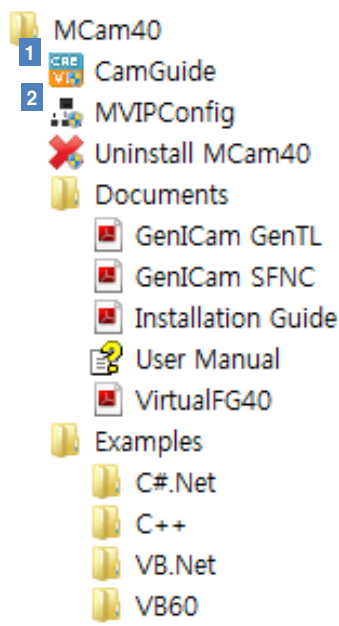 MCam40
1
CamGuide
2
MVIPConfig
Uninstall MCam40
Documents
GenICam GenTL
GenICam SFNC
Installation Guide
User Manual
VirtualFG40
Examples
C#.Net
C++
VB.Net
VB60